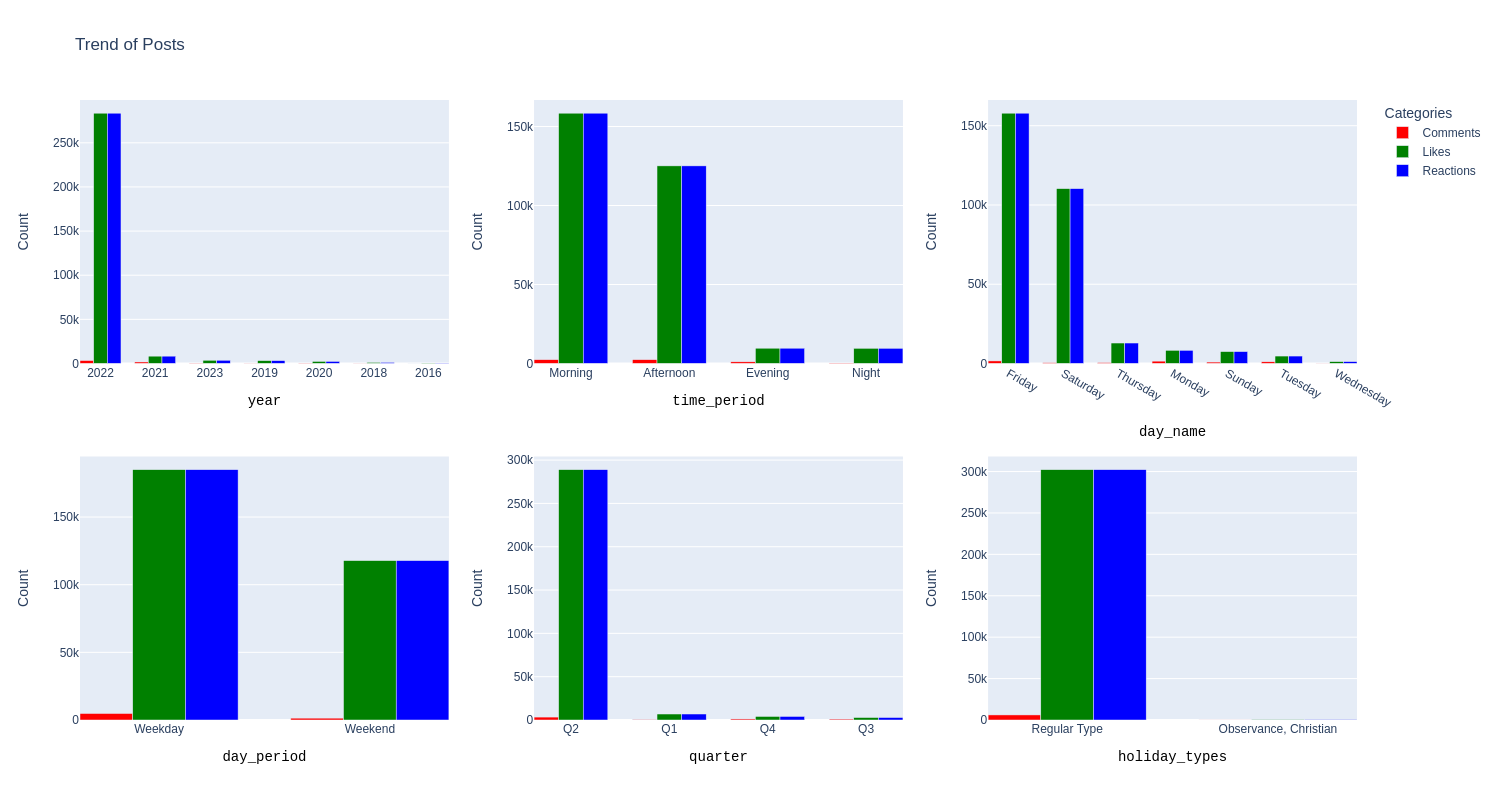 Trend of Posts
Categories
Comments
Likes
Reactions
Count
250k
200k
150k
100k
50k
0
2022 2021 2023 2019 2020 2018 2016
year
Count
150k
100k
50k
0
Morning Afternoon Evening Night
time_period
Count
150k
100k
50k
0
Friday Saturday Thursday Monday Sunday Tuesday Wednesday
day_name
Count
150k
100k
50k
0
Weekday Weekend
day_period
Count
300k
250k
200k
150k
100k
50k
0
Q2 Q1 Q4 Q3
quarter
Count
300k
250k
200k
150k
100k
50k
0
Regular Type Observance, Christian
holiday_types